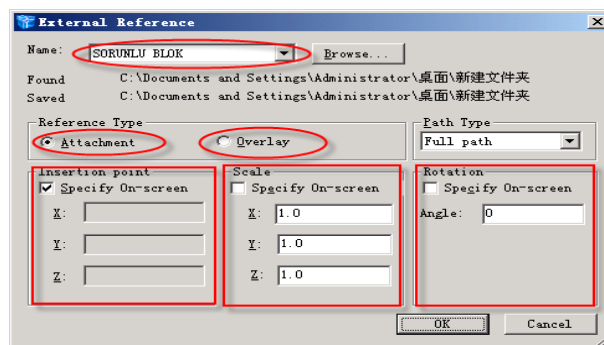 External Reference
Name: SORUNLU BLOK Browse...
Found C:\Documents and Settings\Administrator\桌面\新建文件夹
Saved C:\Documents and Settings\Administrator\桌面\新建文件夹
Reference Type Path Type
Attachment Overlay Full path
Insertion point Scale Rotation
Specify On-screen Specify On-screen Specify On-screen
X: X: 1.0 Angle: 0
Y: Y: 1.0
Z: Z: 1.0
OK Cancel